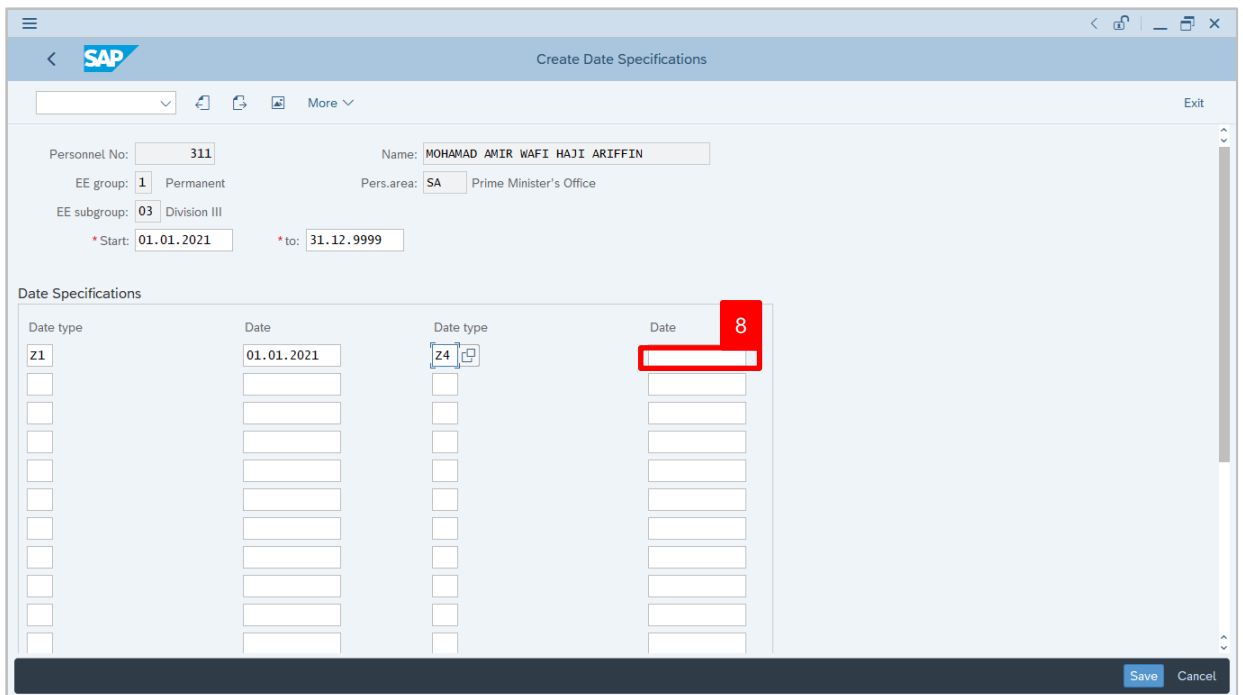 SAP
Create Date Specifications
More
Exit
Personnel No: 311 Name: MOHAMAD AMIR WAFI HAJI ARIFFIN
EE group: 1 Permanent Pers.area: SA Prime Minister's Office
EE subgroup: 03 Division III
* Start: 01.01.2021 * to: 31.12.9999
Date Specifications
8
Date type Date Date type Date
Z1 01.01.2021 Z4
Save Cancel